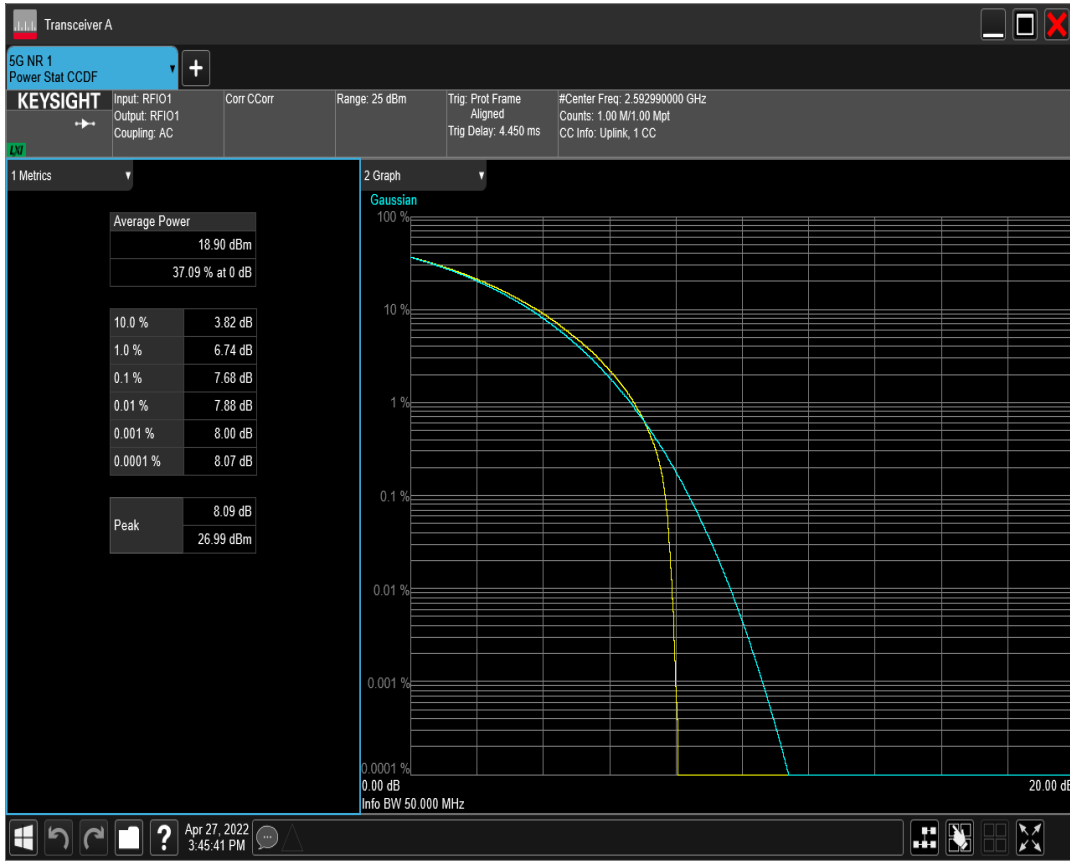 Transceiver A
5G NR 1
Power Stat CCDF
KEYSIGHT
LXI
Input: RFIO1
Output: RFIO1
Coupling: AC
Corr CCorr
Range: 25 dBm
Trig: Prot Frame
Aligned
Trig Delay: 4.450 ms
#Center Freq: 2.592990000 GHz
Counts: 1.00 M/1.00 Mpt
CC Info: Uplink, 1 CC
1 Metrics
Average Power
18.90 dBm
37.09 % at 0 dB
10.0 % 3.82 dB
1.0 % 6.74 dB
0.1 % 7.68 dB
0.01 % 7.88 dB
0.001 % 8.00 dB
0.0001 % 8.07 dB
Peak
8.09 dB
26.99 dBm
2 Graph
Gaussian
100 %
10 %
1 %
0.1 %
0.01 %
0.001 %
0.0001 %
0.00 dB 20.00 dB
Info BW 50.000 MHz
Apr 27, 2022
3:45:41 PM